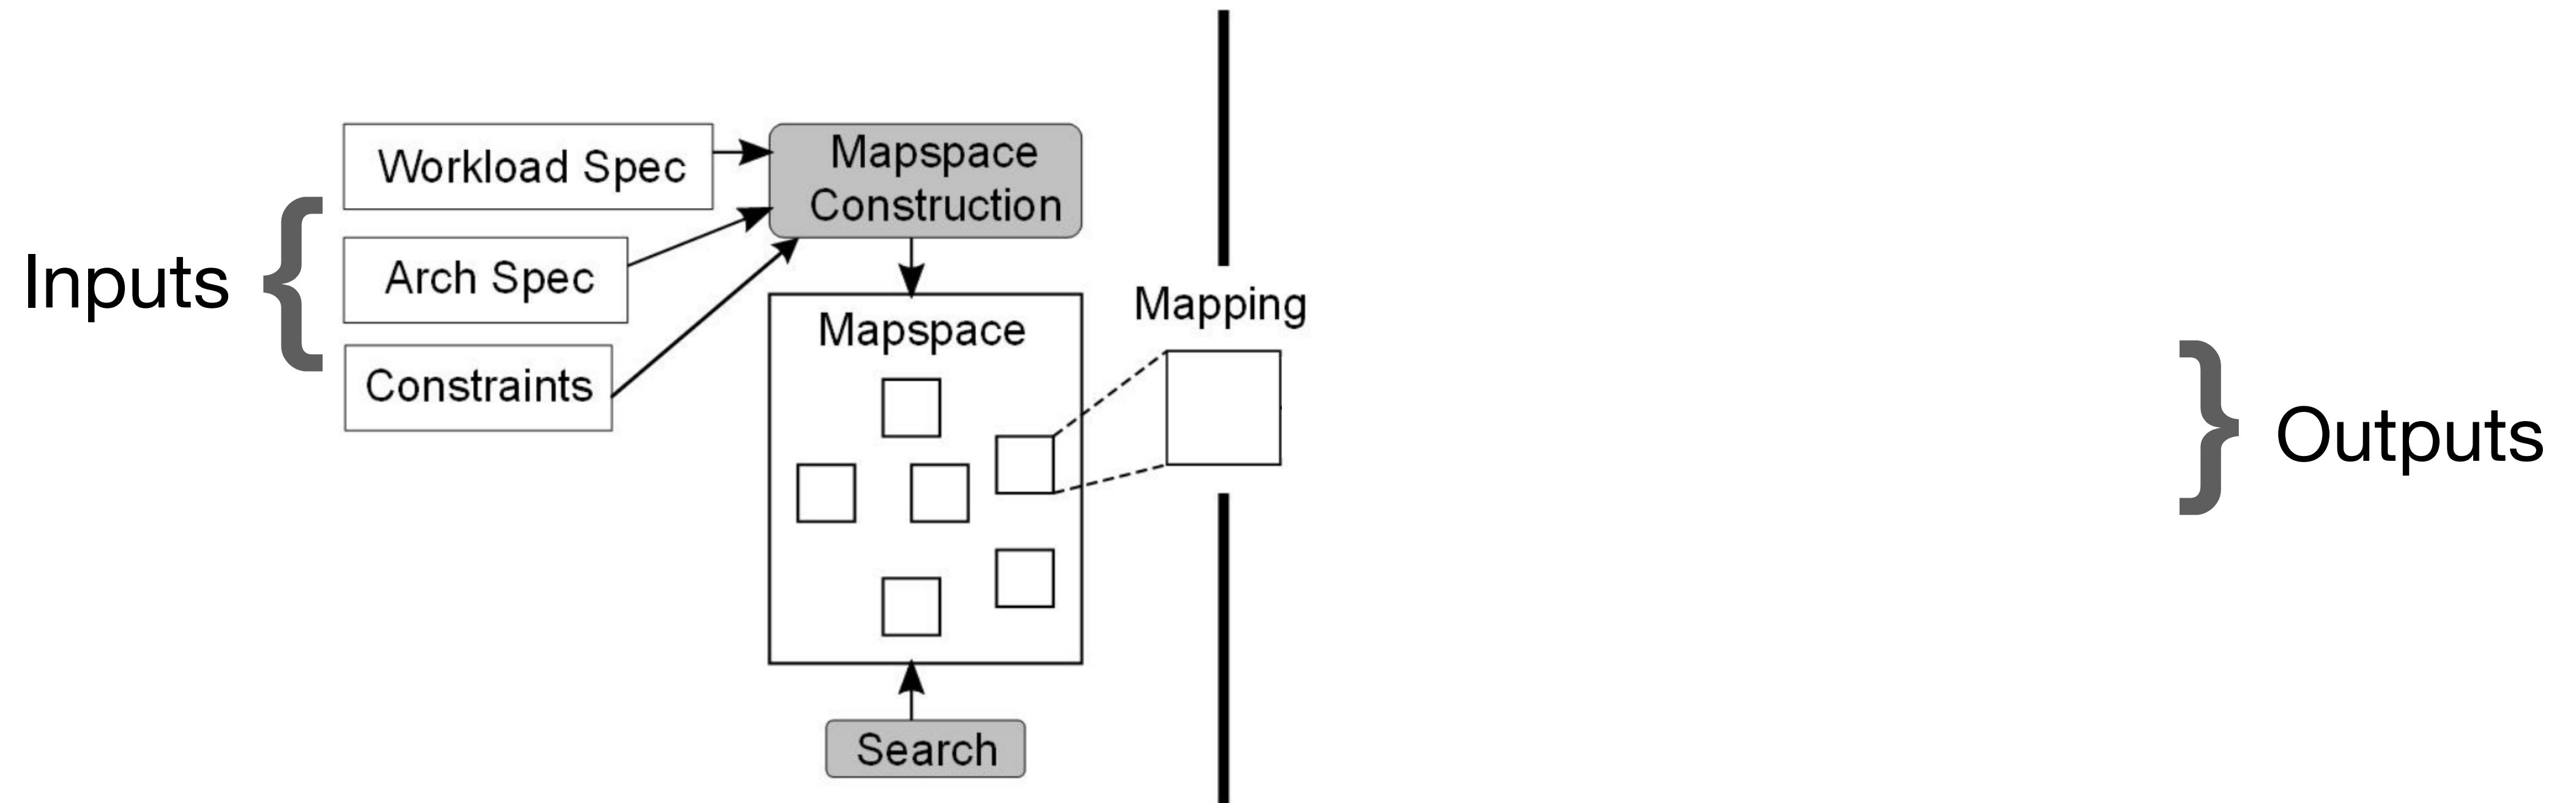 Inputs
Workload Spec
Arch Spec
Constraints
Mapspace
Construction
Mapspace
Search
Mapping
Outputs